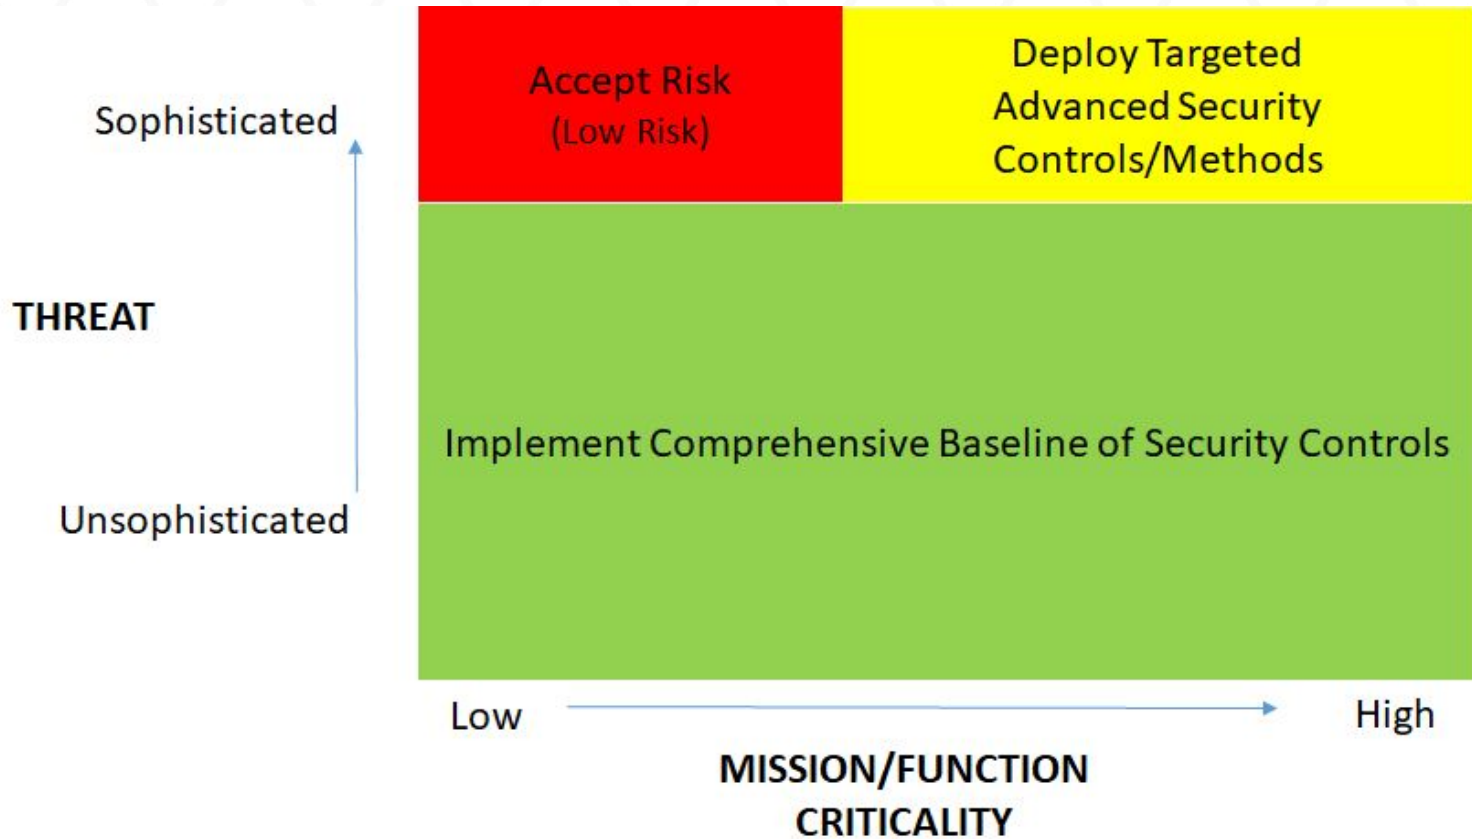 Accept Risk
(Low Risk)
Deploy Targeted
Advanced Security
Controls/Methods
Sophisticated
THREAT
Implement Comprehensive Baseline of Security Controls
Unsophisticated
Low
High
MISSION/FUNCTION
CRITICALITY